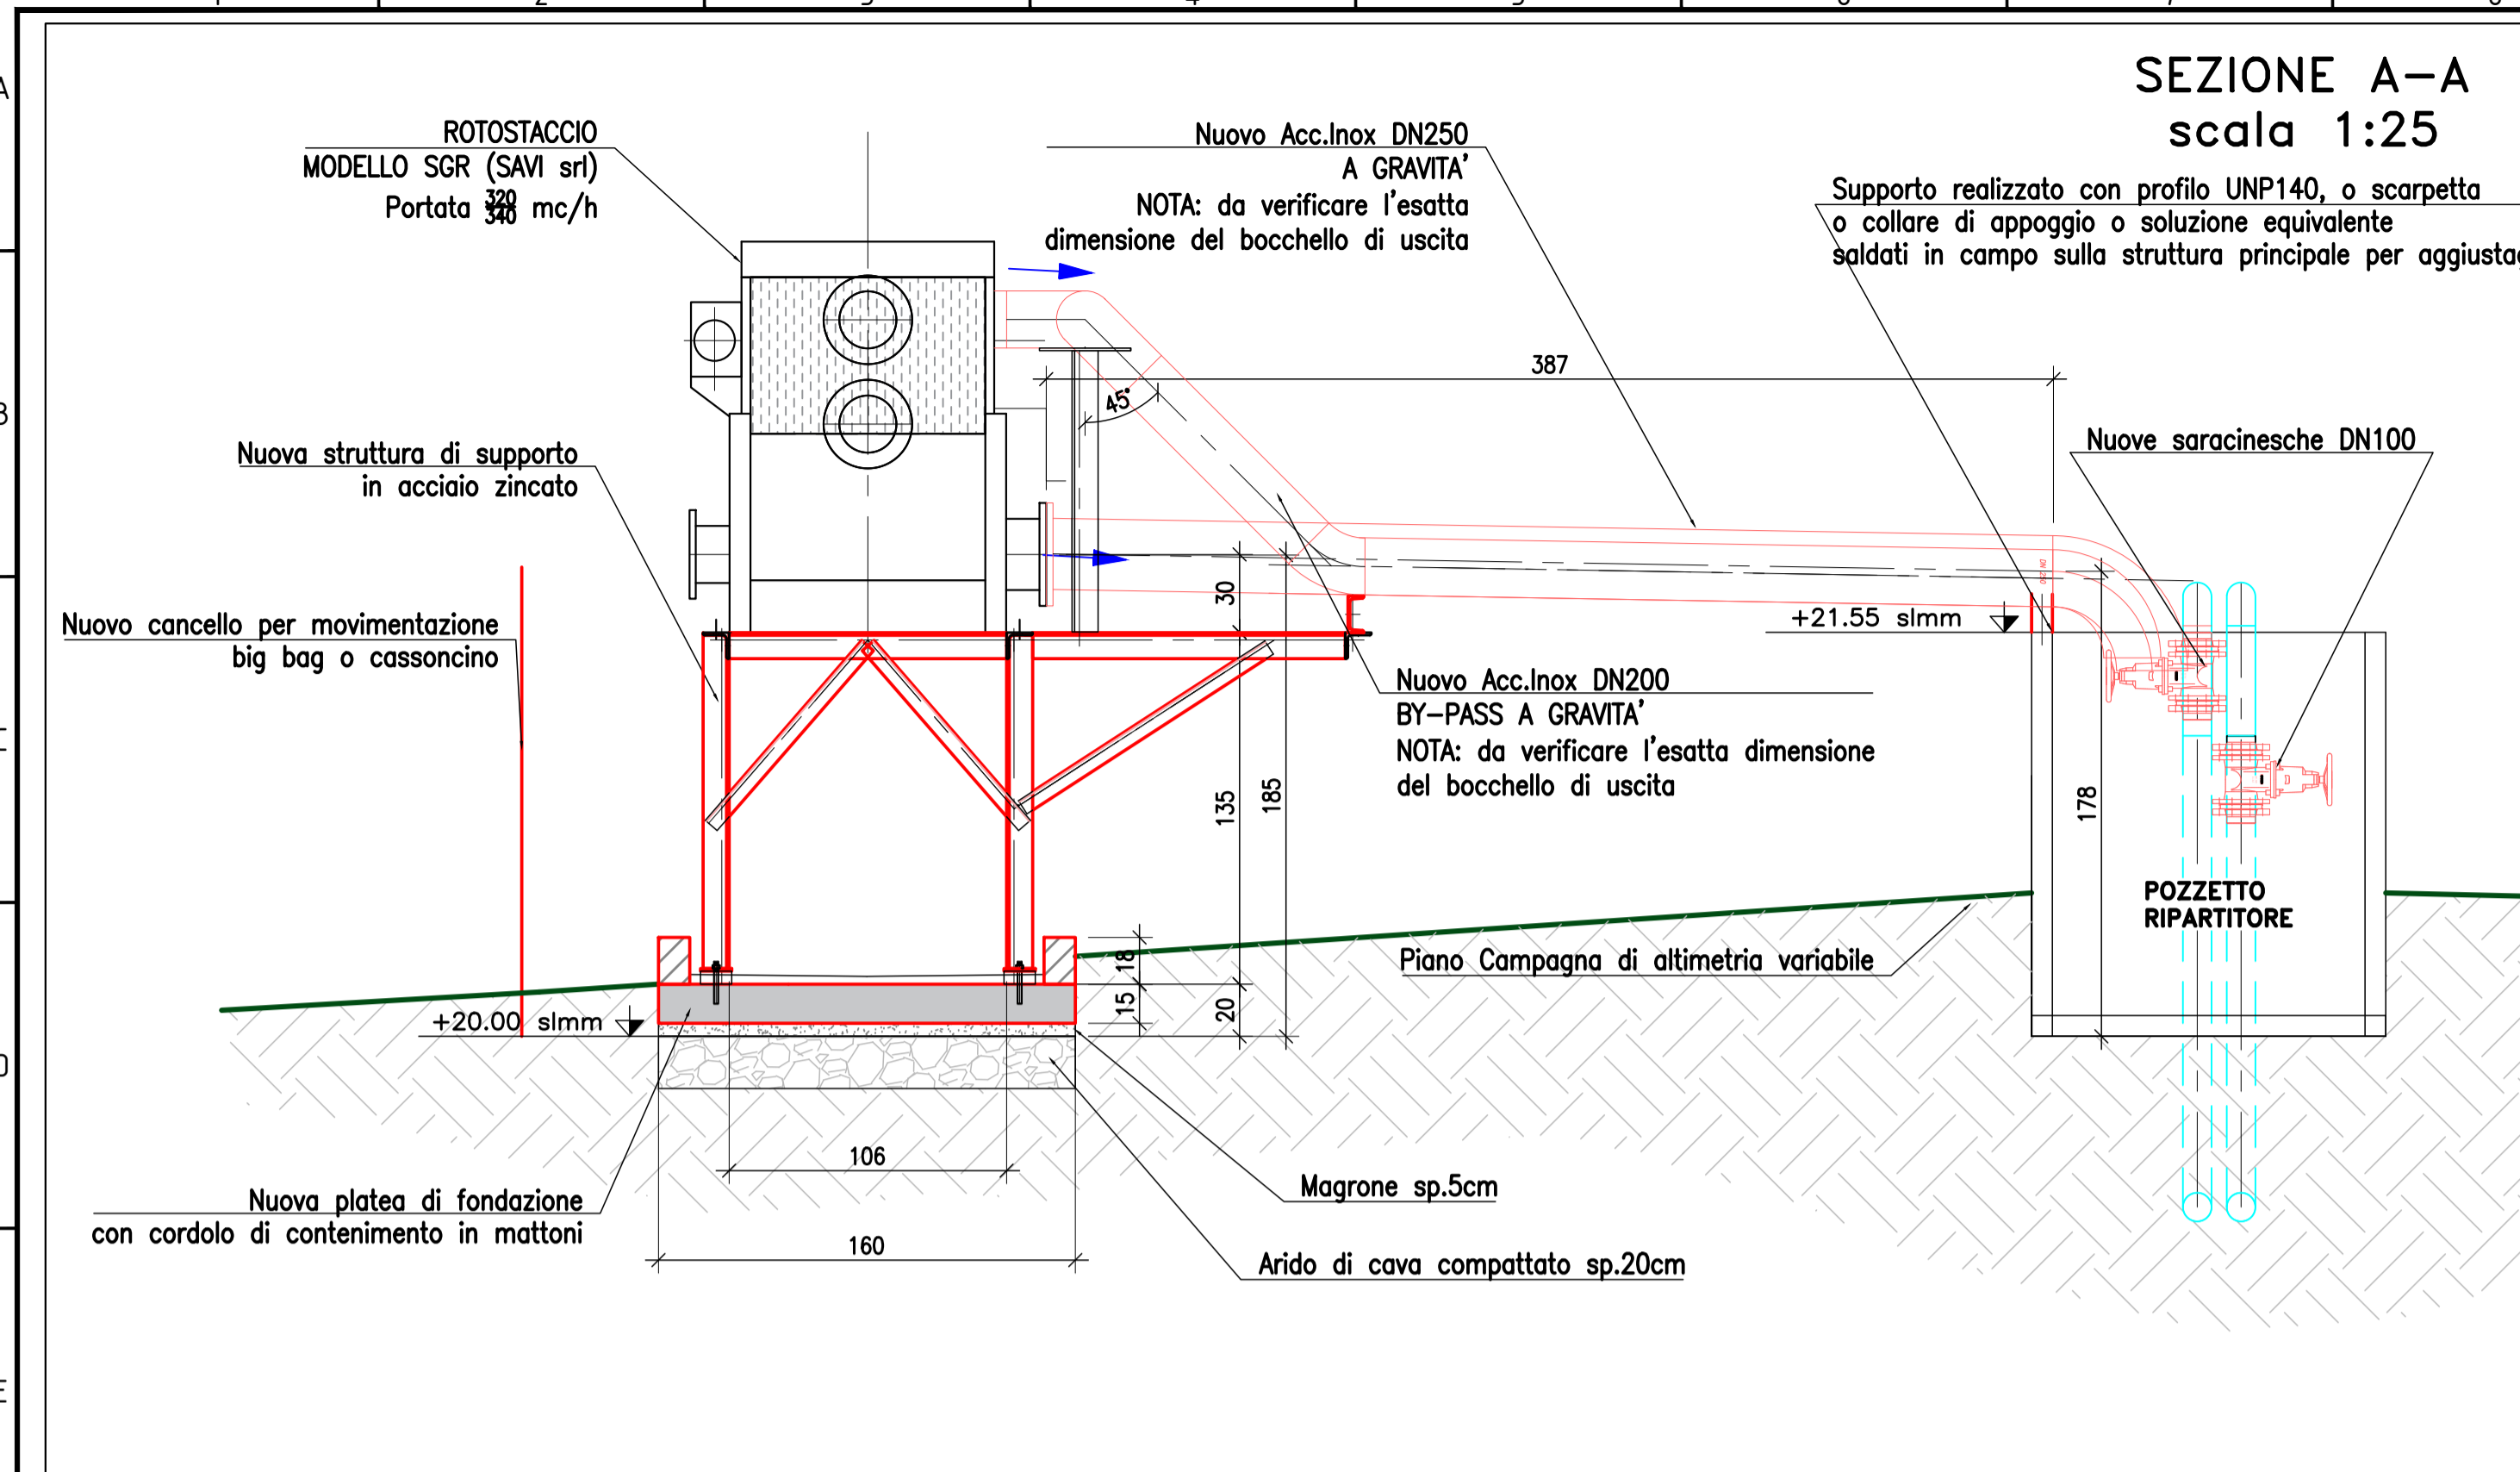 SEZIONE A-A
scala 1:25
ROTOSTACCIO
MODELLO SGR (SAVI srl)
Portata 320/340 mc/h
Nuovo Acc.Inox DN250
A GRAVITA'
NOTA: da verificare l'esatta
dimensione del bocchello di uscita
Supporto realizzato con profilo UNP140, o scarpetta
o collare di appoggio o soluzione equivalente
saldati in campo sulla struttura principale per
387
45°
Nuove saracinesche DN100
Nuova struttura di supporto
in acciaio zincato
DN 250
30
+21.55 slmm
Nuovo cancello per movimentazione
big bag o cassoncino
Nuovo Acc.Inox DN200
BY-PASS A GRAVITA'
NOTA: da verificare l'esatta dimensione
del bocchello di uscita
135
185
178
POZZETTO
RIPARTITORE
Piano Campagna di altimetria variabile
18
15
20
+20.00 slmm
106
Magrone sp.5cm
Nuova platea di fondazione
con cordolo di contenimento in mattoni
160
Arido di cava compattato sp.20cm